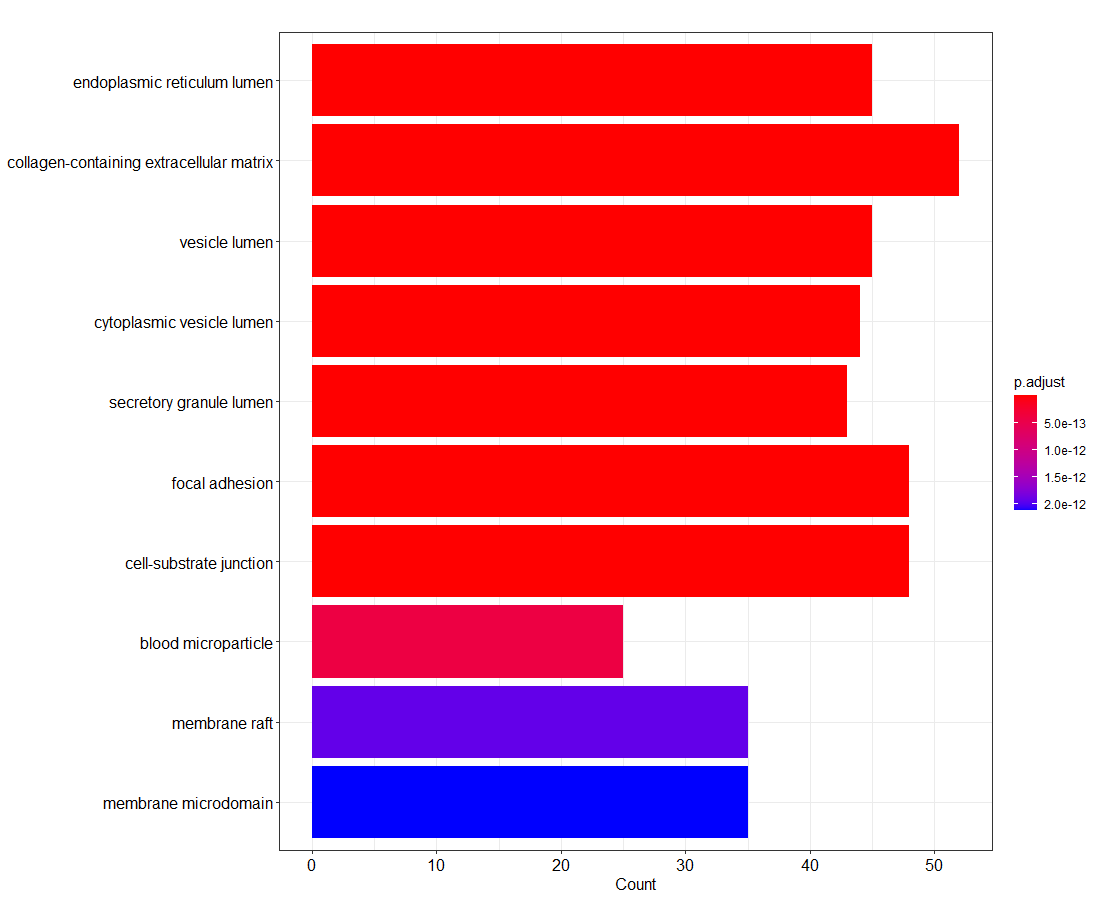 endoplasmic reticulum lumen
collagen-containing extracellular matrix
vesicle lumen
cytoplasmic vesicle lumen
secretory granule lumen
focal adhesion
cell-substrate junction
blood microparticle
membrane raft
membrane microdomain
0 10 20 30 40 50
Count
p.adjust
5.0e-13
1.0e-12
1.5e-12
2.0e-12